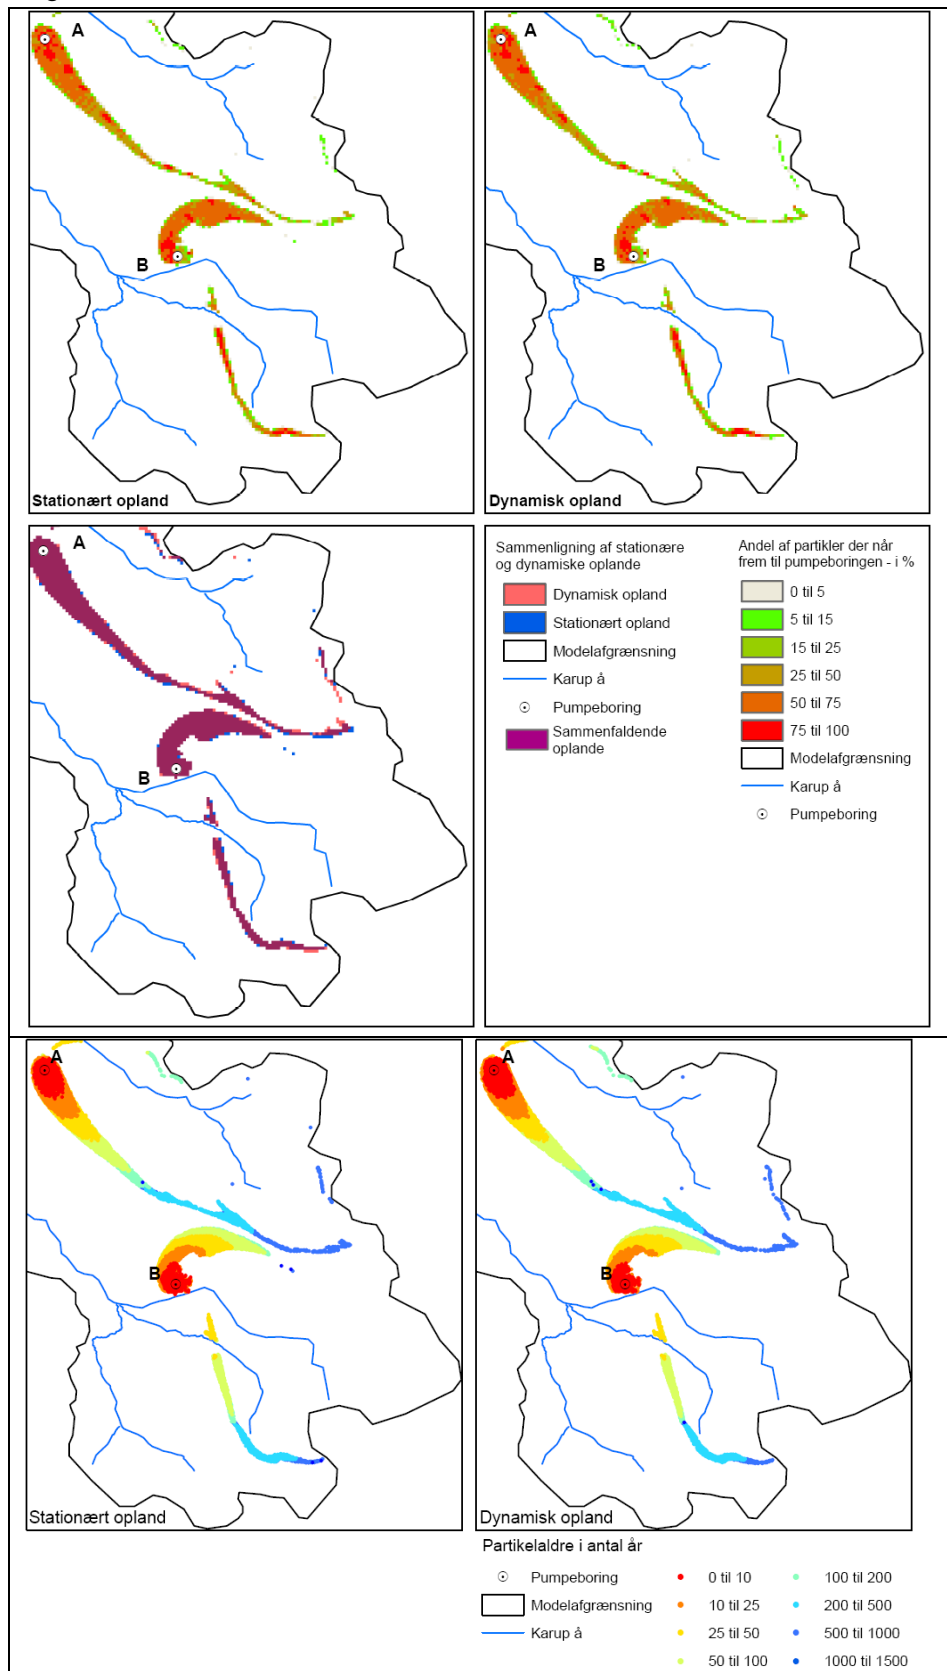 A
B
Stationært opland
A
B
Dynamisk opland
A
B
Sammenligning af stationære
og dynamiske oplande
Dynamisk opland
Stationært opland
Modelafgrænsning
Karup å
Pumpeboring
Sammenfaldende
oplande
Andel af partikler der når
frem til pumpeboringen - i %
0 til 5
5 til 15
15 til 25
25 til 50
50 til 75
75 til 100
Modelafgrænsning
Karup å
Pumpeboring
A
B
Stationært opland
A
B
Dynamisk opland
Partikelaldre i antal år
Pumpeboring
Modelafgrænsning
Karup å
0 til 10
10 til 25
25 til 50
50 til 100
100 til 200
200 til 500
500 til 1000
1000 til 1500